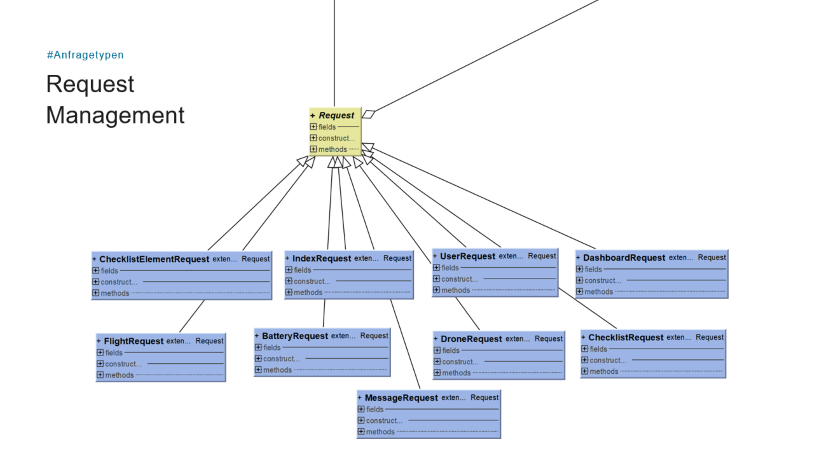 #Anfragetypen
Request
Management
+ Request
fields
construct...
methods
+ ChecklistElementRequest exten... Request
fields
construct...
methods
+ IndexRequest exten... Request
fields
construct...
methods
+ UserRequest exten... Request
fields
construct...
methods
+ DashboardRequest exten... Request
fields
construct...
methods
+ FlightRequest exten... Request
fields
construct...
methods
+ BatteryRequest exten... Request
fields
construct...
methods
+ DroneRequest exten... Request
fields
construct...
methods
+ ChecklistRequest exten... Request
fields
construct...
methods
+ MessageRequest exten... Request
fields
construct...
methods